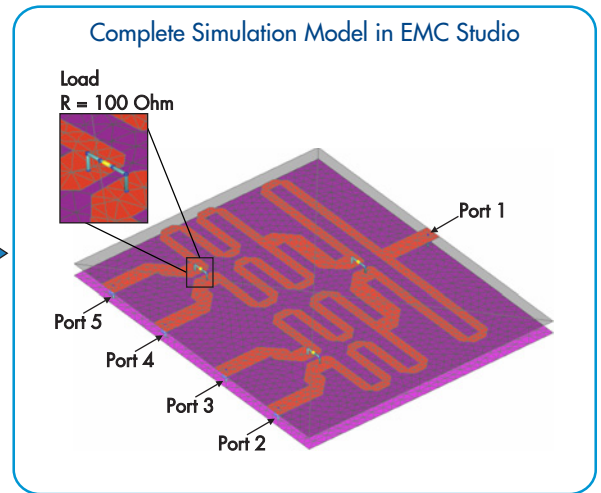 Complete Simulation Model in EMC Studio
Load
R = 100 Ohm
Port 1
Port 5
Port 4
Port 3
Port 2